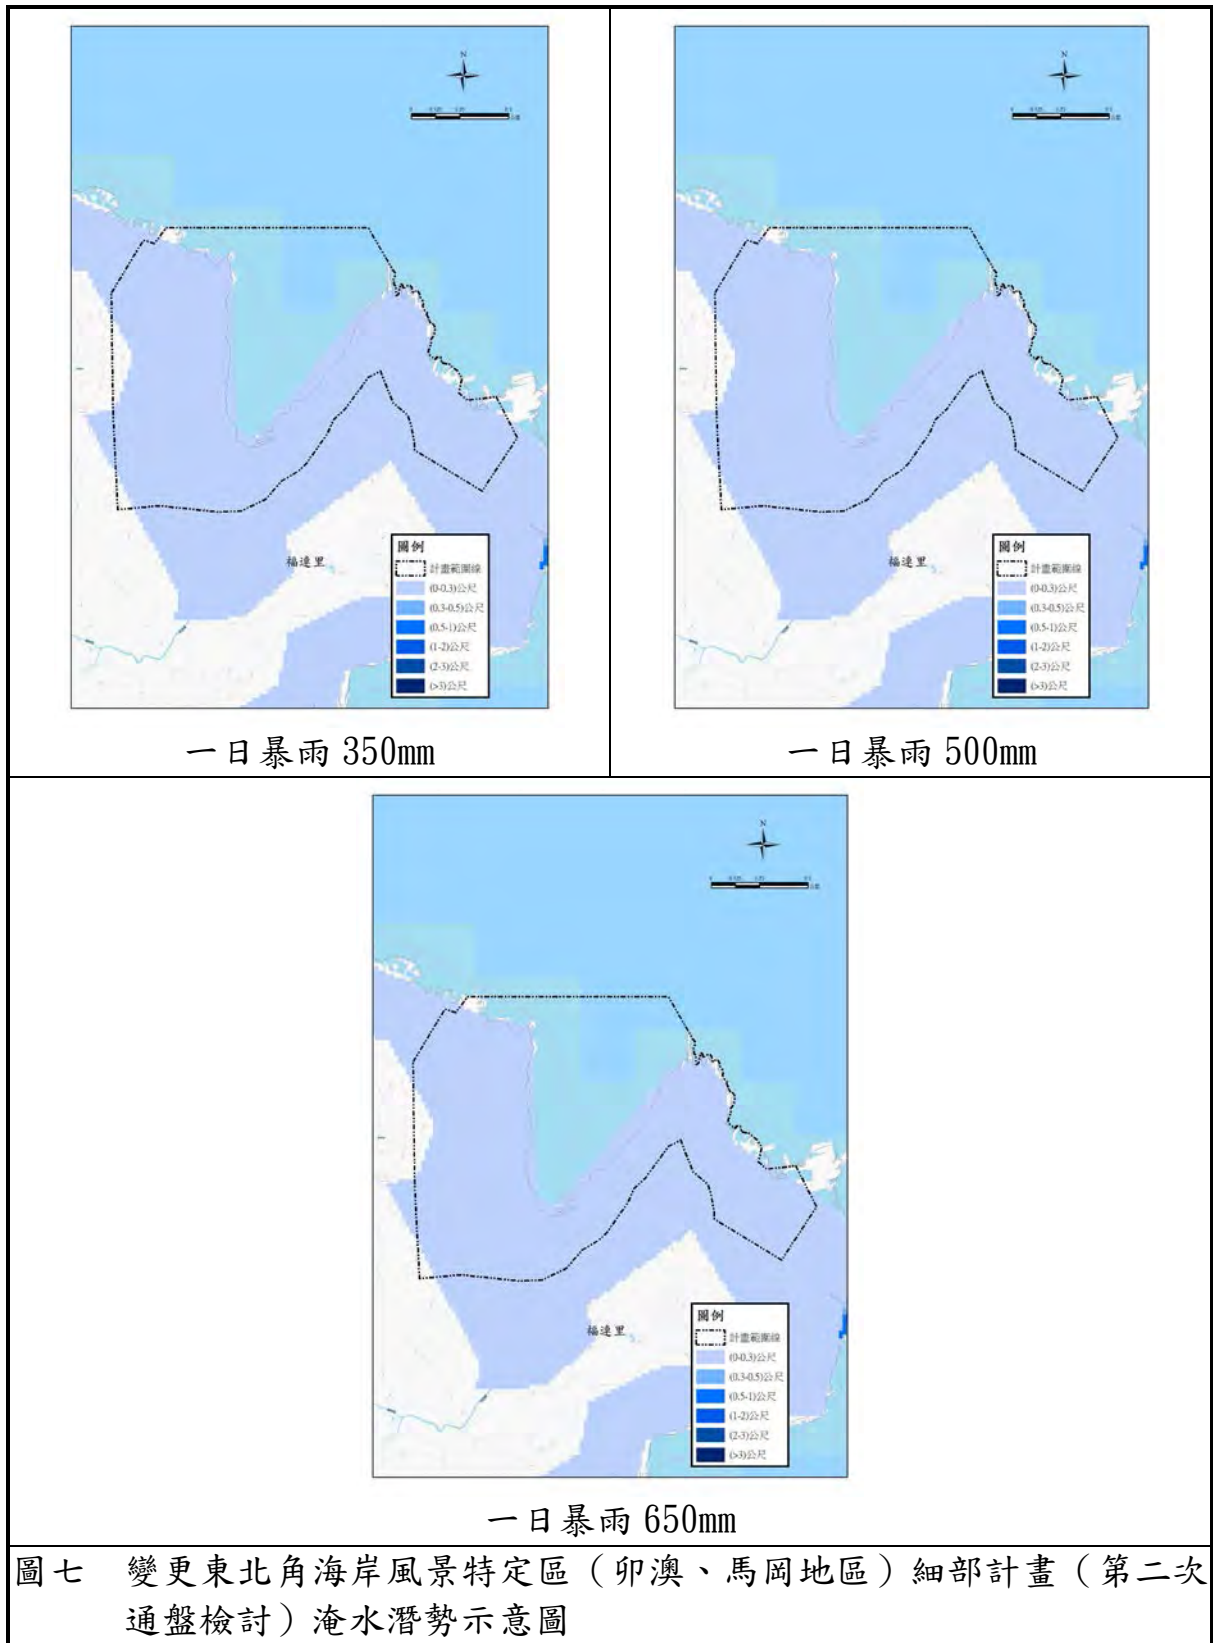 N
圖例
計畫範圍線
(0-0.3)公尺
(0.3-0.5)公尺
(0.5-1)公尺
(1-2)公尺
(2-3)公尺
(>3)公尺
福連里
一日暴雨 350mm
N
圖例
計畫範圍線
(0-0.3)公尺
(0.3-0.5)公尺
(0.5-1)公尺
(1-2)公尺
(2-3)公尺
(>3)公尺
福連里
一日暴雨 500mm
N
圖例
計畫範圍線
(0-0.3)公尺
(0.3-0.5)公尺
(0.5-1)公尺
(1-2)公尺
(2-3)公尺
(>3)公尺
福連里
一日暴雨 650mm
圖七 變更東北角海岸風景特定區（卯澳、馬岡地區）細部計畫（第二次
通盤檢討）淹水潛勢示意圖